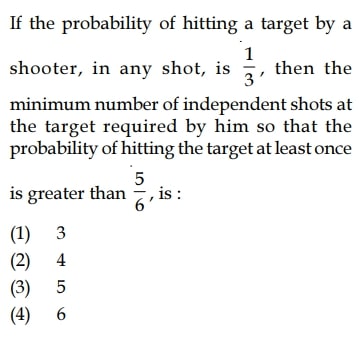 If the probability of hitting a target by a
shooter, in any shot, is 1/3, then the
minimum number of independent shots at
the target required by him so that the
probability of hitting the target at least once
is greater than 5/6, is :
(1) 3
(2) 4
(3) 5
(4) 6